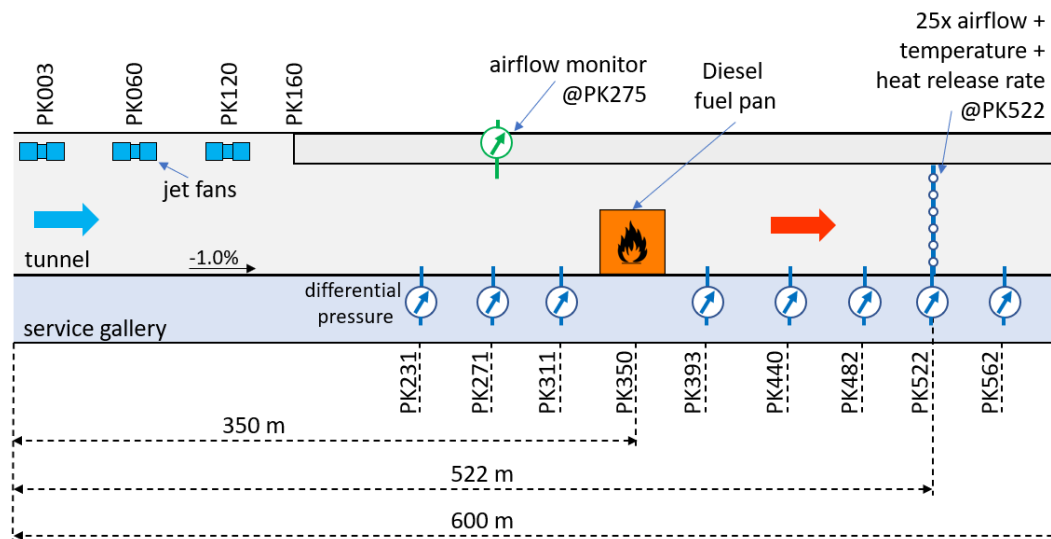 PK003
PK060
PK120
PK160
airflow monitor
@PK275
Diesel
fuel pan
25x airflow +
temperature +
heat release rate
@PK522
jet fans
tunnel
-1.0%
differential
pressure
service gallery
PK231
PK271
PK311
PK350
PK393
PK440
PK482
PK522
PK562
350 m
522 m
600 m